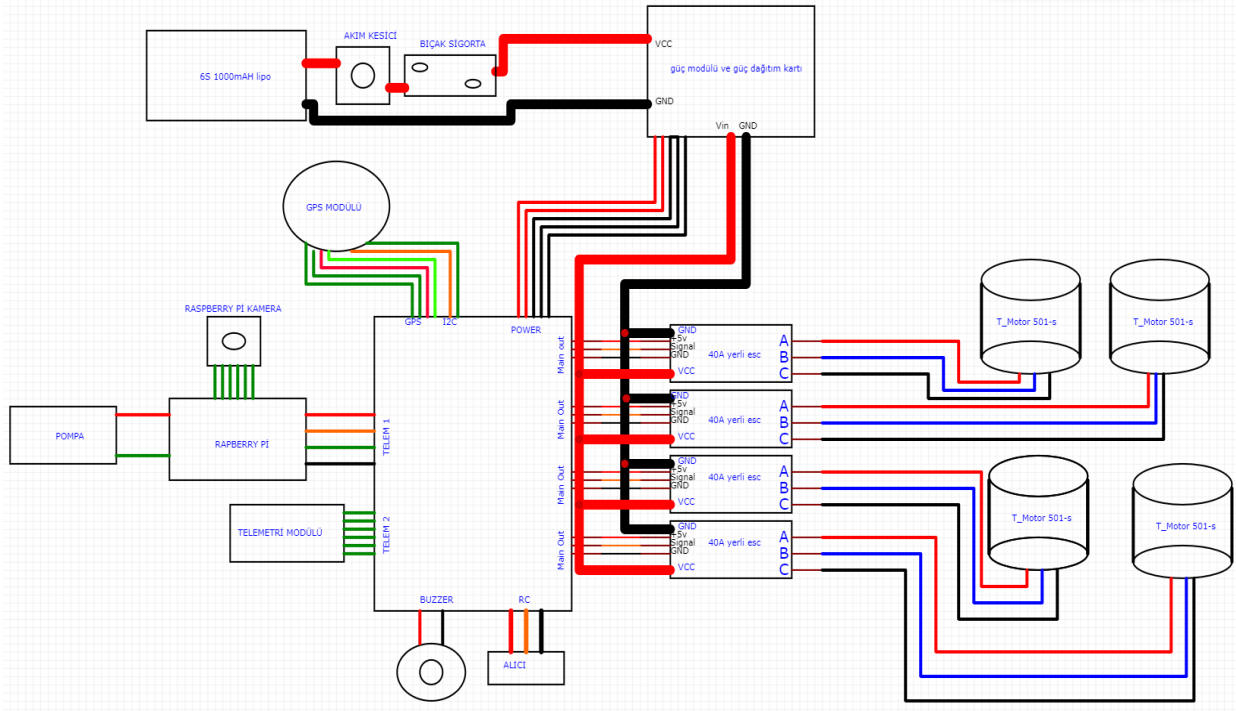 AKIM KESİCİ
BIÇAK SİGORTA
6S 1000mAH lipo
VCC
güç modülü ve güç dağıtım kartı
GND
Vin GND
GPS MODÜLÜ
RASPBERRY Pİ KAMERA
GPS I2C
POWER
POMPA
RAPBERRY Pİ
TELEM 1
TELEMETRİ MODÜLÜ
TELEM 2
BUZZER
RC
ALICI
Main out
Main Out
Main Out
Main Out
GND
+5v
Signal
GND
VCC
40A yerli esc
A
B
C
GND
+5v
Signal
GND
VCC
40A yerli esc
A
B
C
GND
+5v
Signal
GND
VCC
40A yerli esc
A
B
C
GND
+5v
Signal
GND
VCC
40A yerli esc
A
B
C
T_Motor 501-s
T_Motor 501-s
T_Motor 501-s
T_Motor 501-s